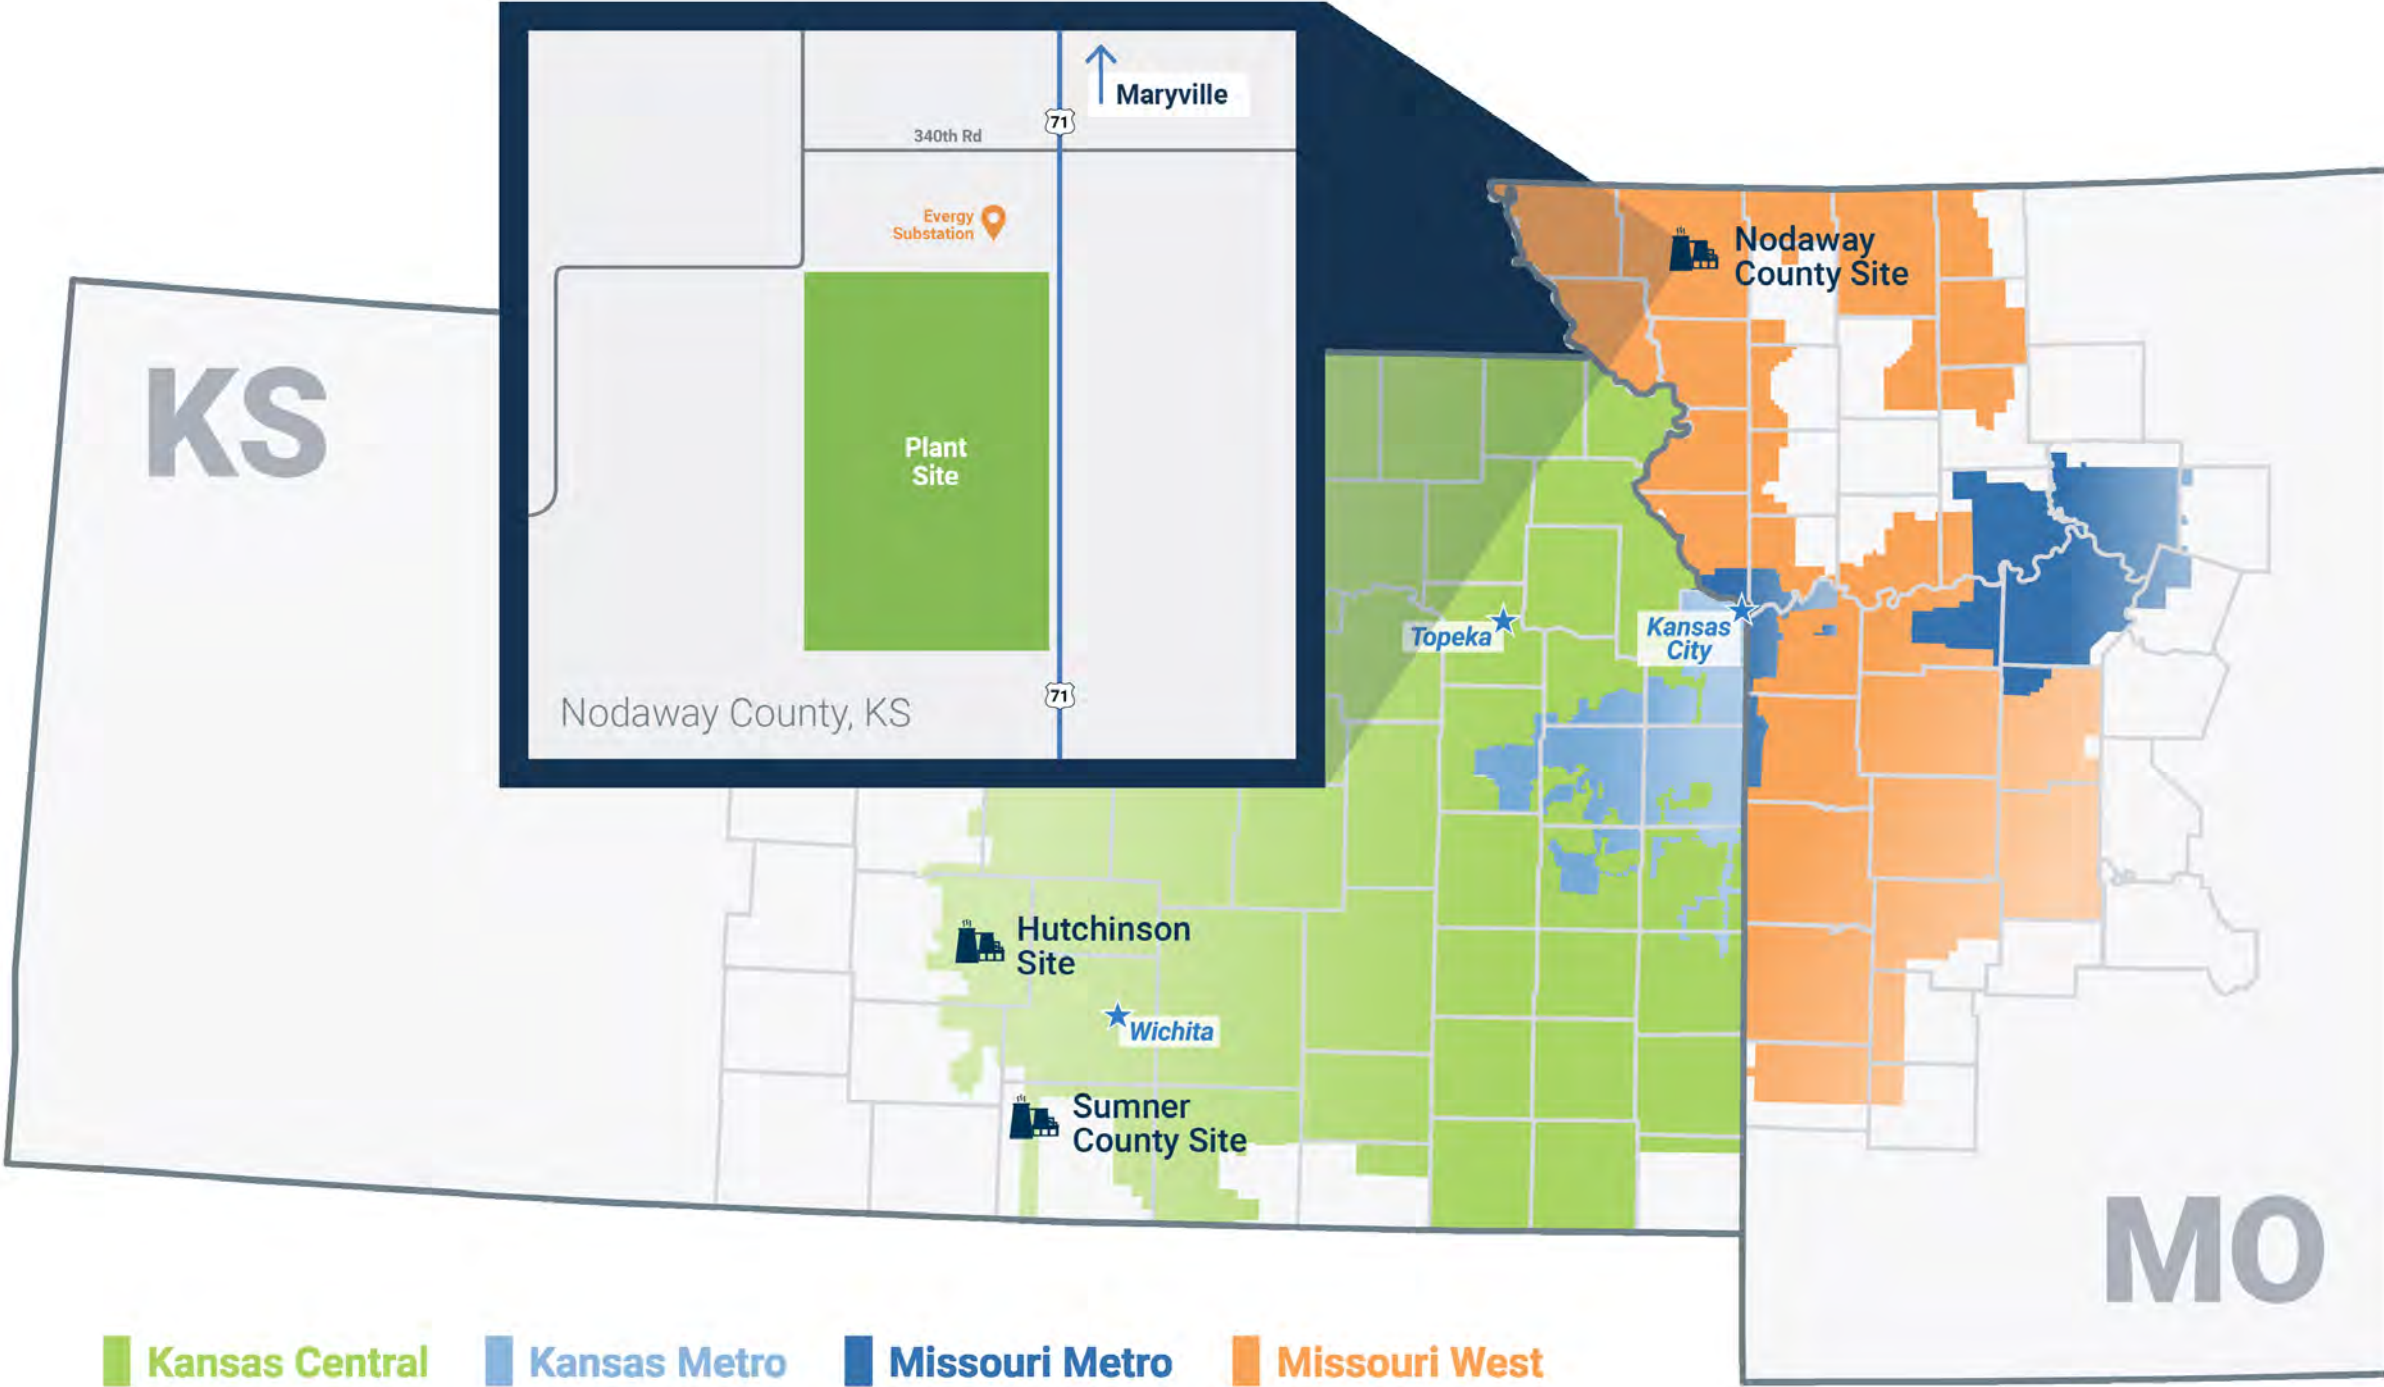 Maryville
71
340th Rd
Evergy
Substation
Plant
Site
71
Nodaway County, KS
KS
Nodaway
County Site
Topeka
Kansas
City
Hutchinson
Site
Wichita
Sumner
County Site
MO
Kansas Central
Kansas Metro
Missouri Metro
Missouri West